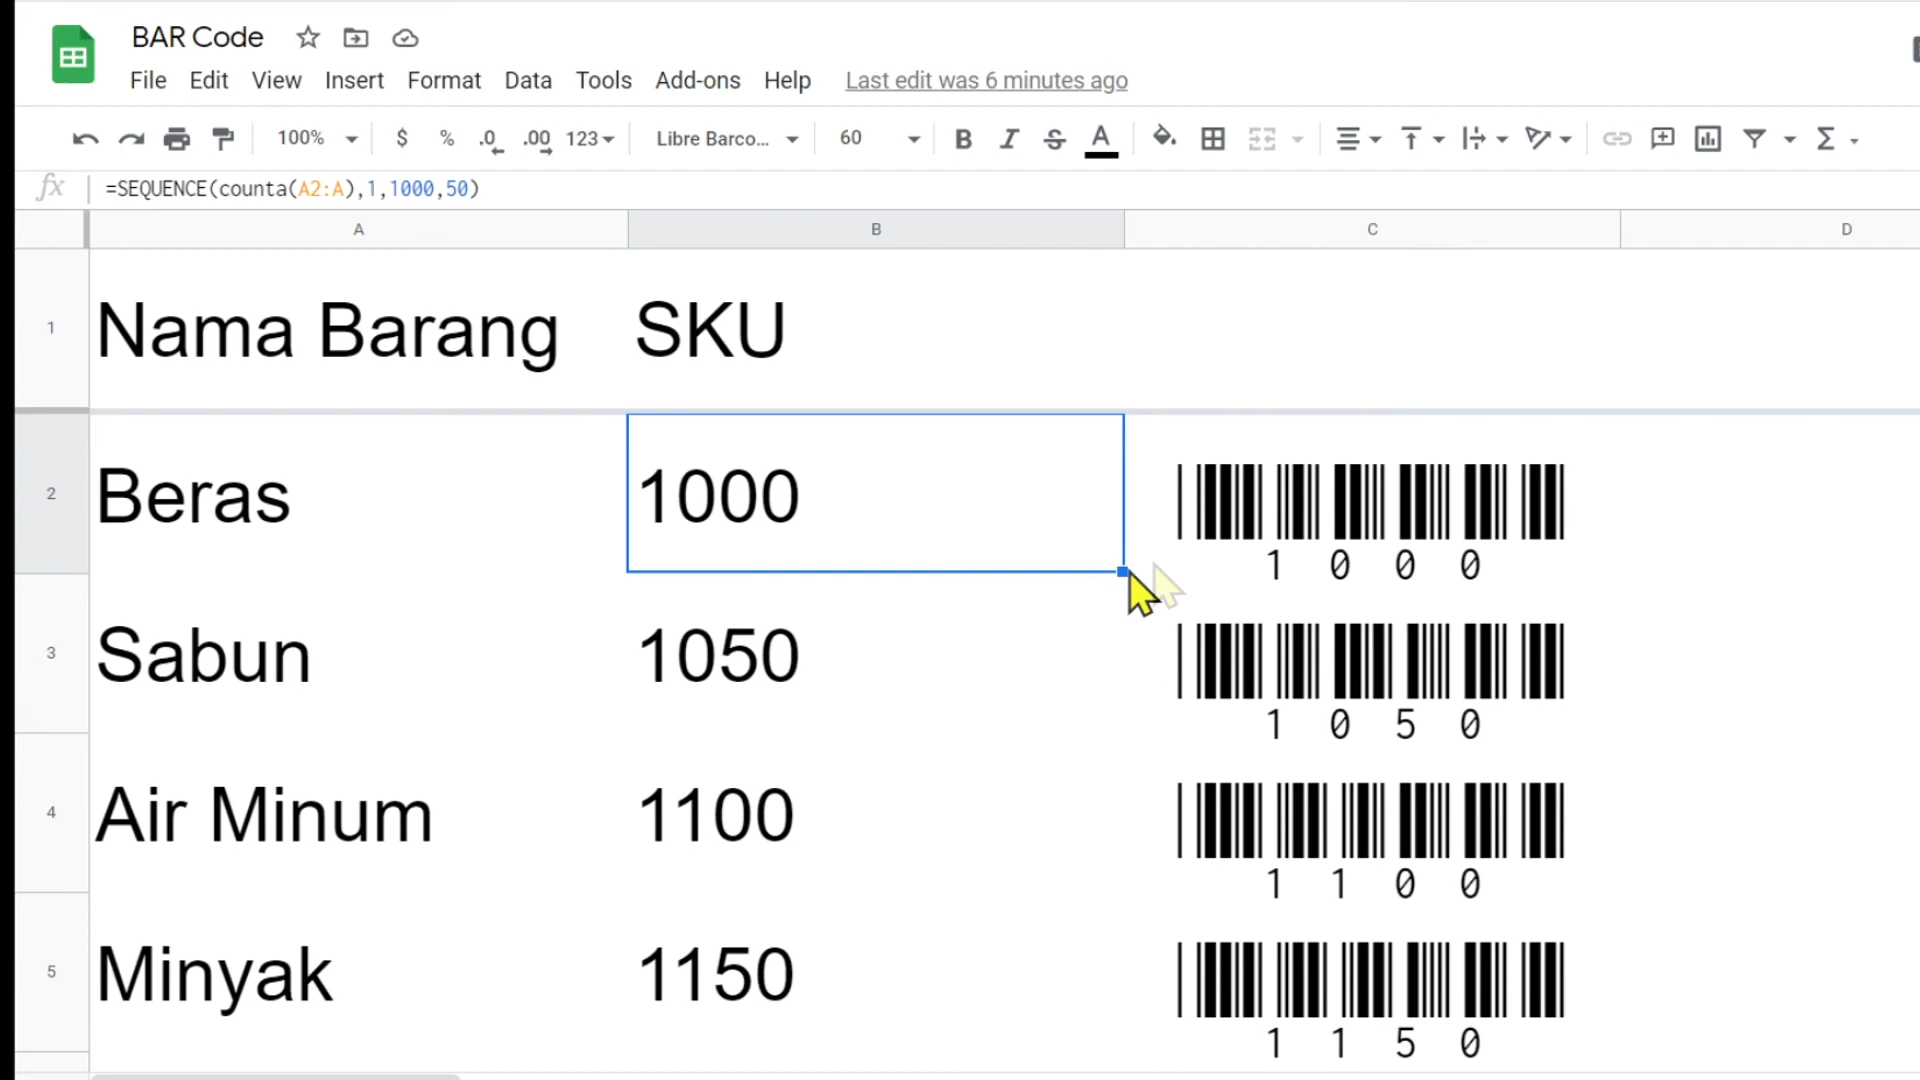 BAR Code
File Edit View Insert Format Data Tools Add-ons Help Last edit was 6 minutes ago
100% $ % .0 .00 123 Libre Barco... 60 B I S A Σ
fx =SEQUENCE(counta(A2:A),1,1000,50)
A B C D
1 Nama Barang SKU
2 Beras 1000
1 0 0 0
3 Sabun 1050
1 0 5 0
4 Air Minum 1100
1 1 0 0
5 Minyak 1150
1 1 5 0